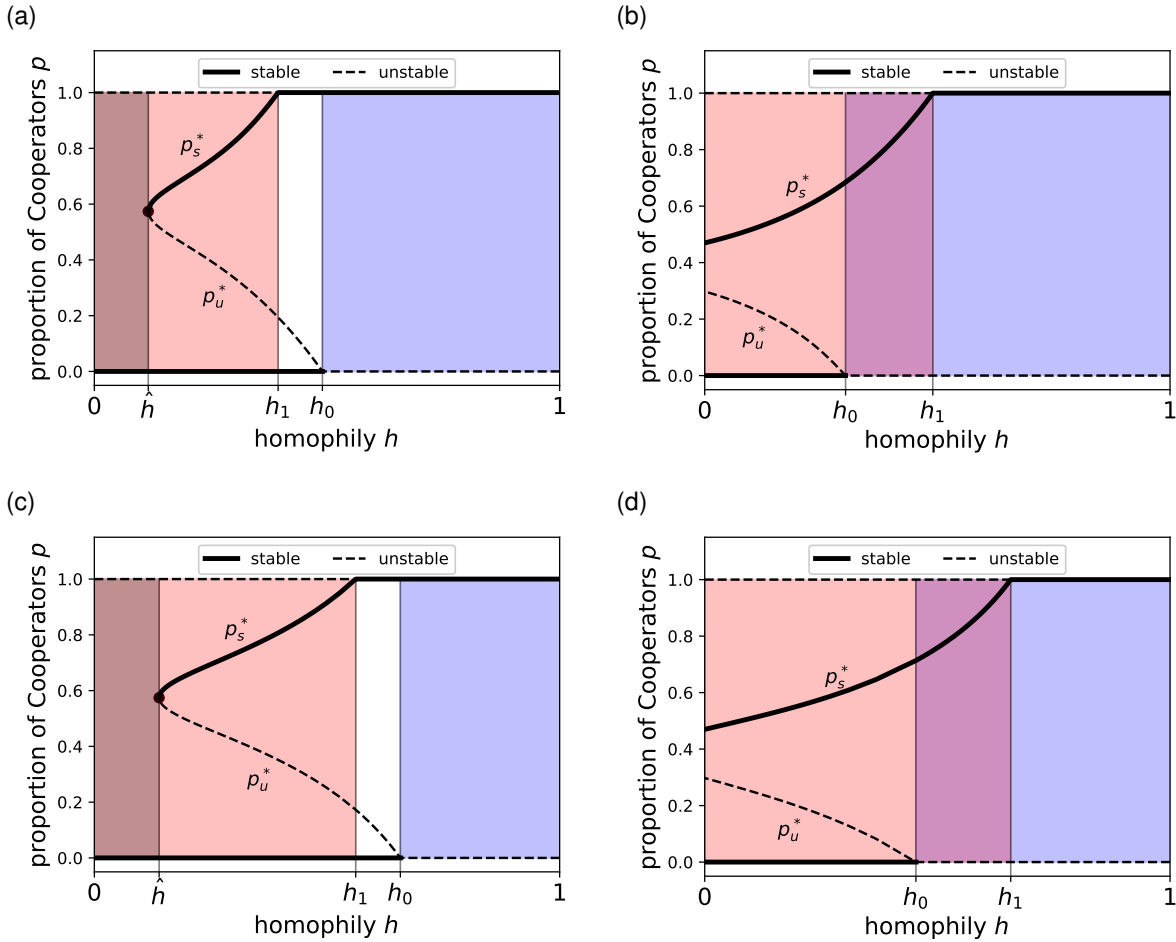 (a)
stable unstable
proportion of Cooperators p
1.0
0.8
0.6
0.4
0.2
0.0
p_s^*
p_u^*
0 ĥ h_1 h_0 1
homophily h
(b)
stable unstable
proportion of Cooperators p
1.0
0.8
0.6
0.4
0.2
0.0
p_s^*
p_u^*
0 h_0 h_1 1
homophily h
(c)
stable unstable
proportion of Cooperators p
1.0
0.8
0.6
0.4
0.2
0.0
p_s^*
p_u^*
0 ĥ h_1 h_0 1
homophily h
(d)
stable unstable
proportion of Cooperators p
1.0
0.8
0.6
0.4
0.2
0.0
p_s^*
p_u^*
0 h_0 h_1 1
homophily h